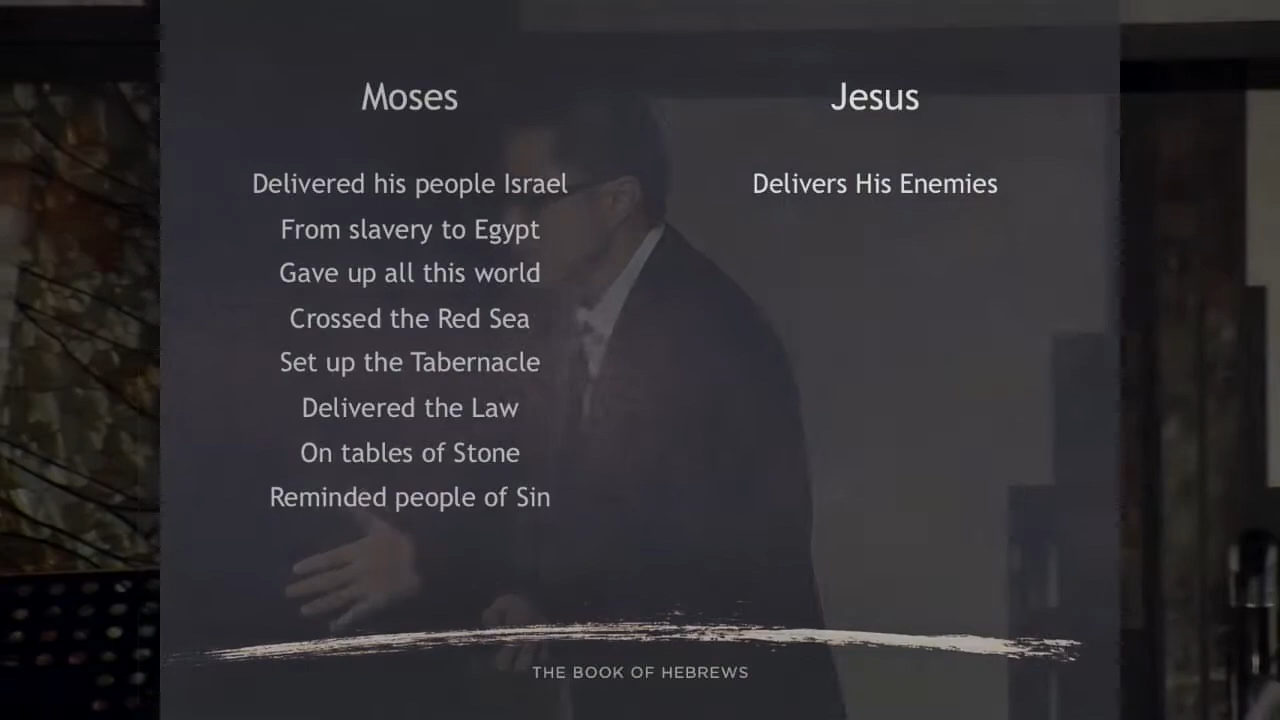 Moses
Jesus
Delivered his people Israel
Delivers His Enemies
From slavery to Egypt
Gave up all this world
Crossed the Red Sea
Set up the Tabernacle
Delivered the Law
On tables of Stone
Reminded people of Sin
THE BOOK OF HEBREWS